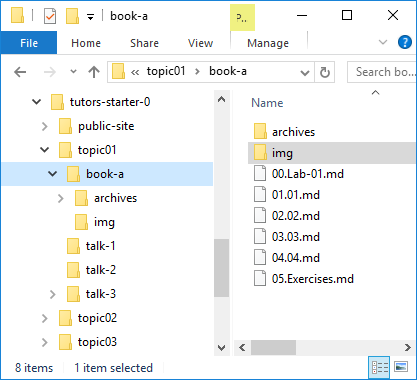 book-a
P..
File Home Share View Manage
« topic01 › book-a
Search bo...
tutors-starter-0
public-site
topic01
book-a
archives
img
talk-1
talk-2
talk-3
topic02
topic03
Name
archives
img
00.Lab-01.md
01.01.md
02.02.md
03.03.md
04.04.md
05.Exercises.md
8 items 1 item selected